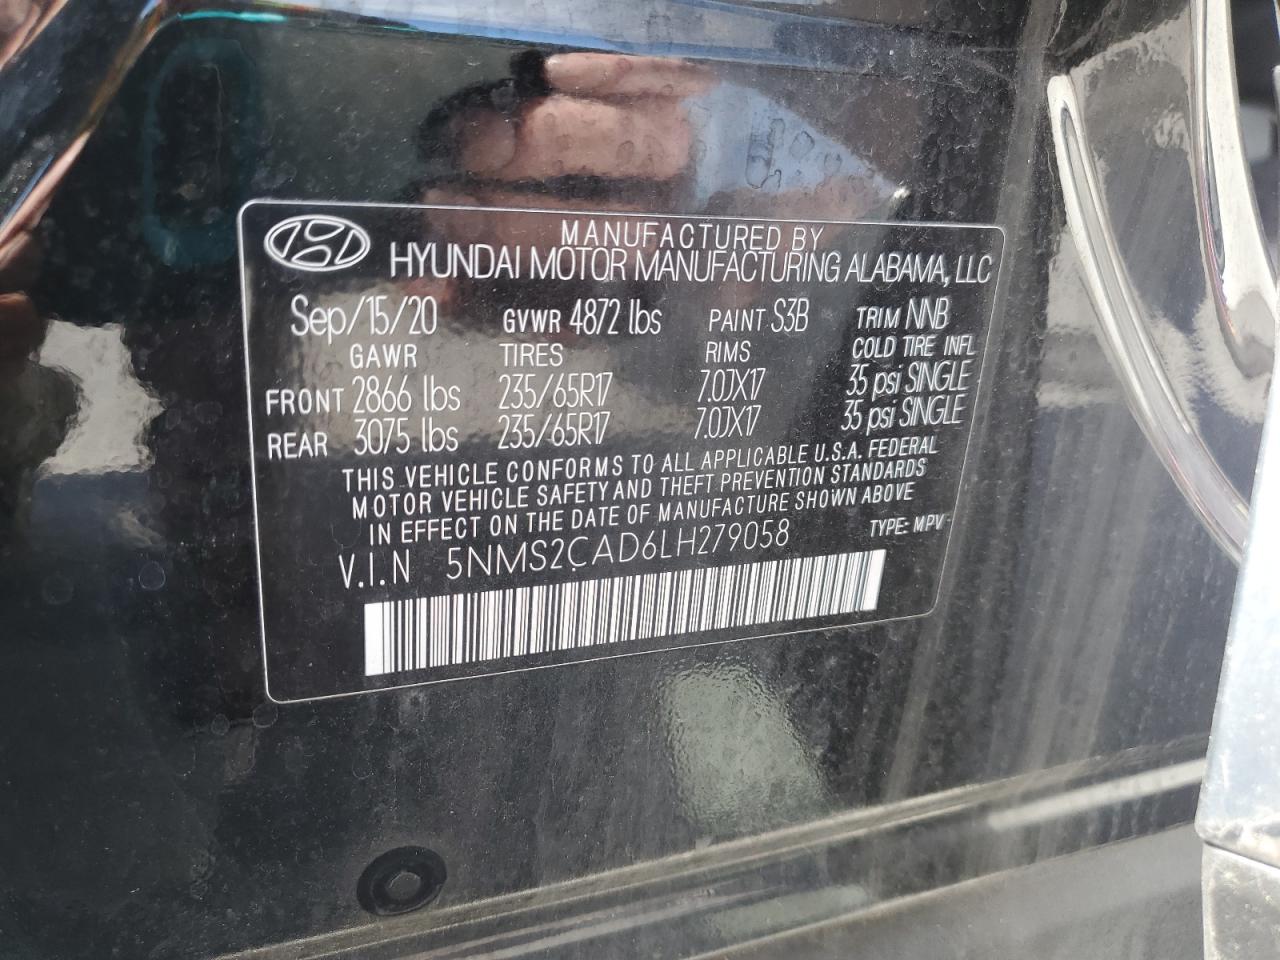 MANUFACTURED BY
HYUNDAI MOTOR MANUFACTURING ALABAMA, LLC
Sep/15/20 GVWR 4872 lbs PAINT S3B TRIM NNB
GAWR TIRES RIMS COLD TIRE INFL
FRONT 2866 lbs 235/65R17 7.0JX17 35 psi SINGLE
REAR 3075 lbs 235/65R17 7.0JX17 35 psi SINGLE
THIS VEHICLE CONFORMS TO ALL APPLICABLE U.S.A. FEDERAL
MOTOR VEHICLE SAFETY AND THEFT PREVENTION STANDARDS
IN EFFECT ON THE DATE OF MANUFACTURE SHOWN ABOVE
V.I.N 5NMS2CAD6LH279058 TYPE: MPV